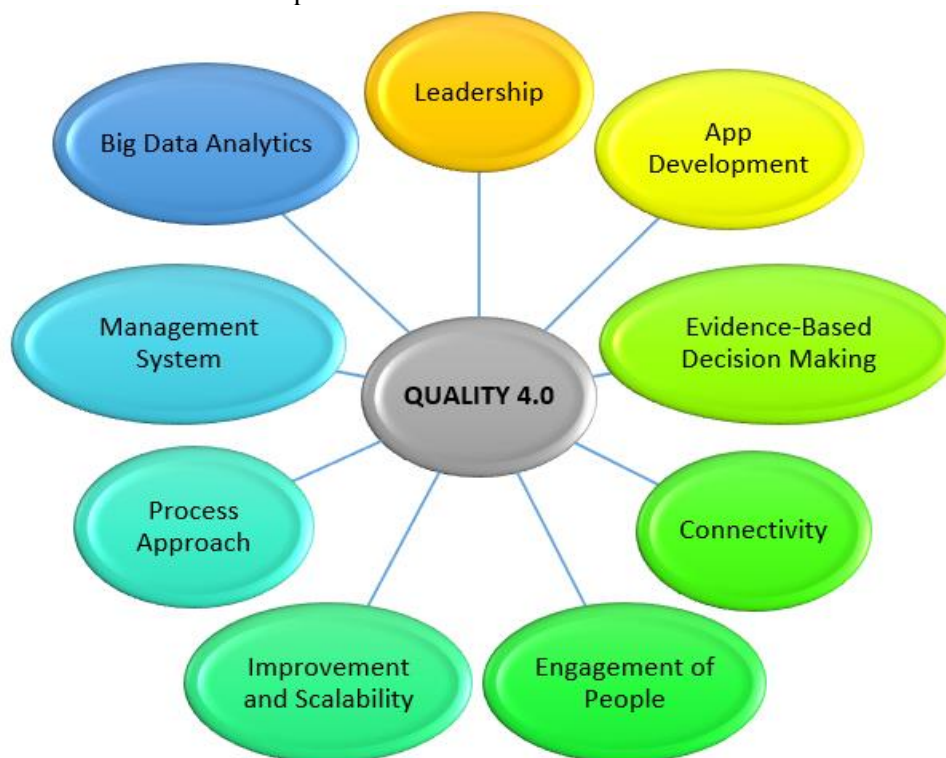 Leadership
App
Development
Evidence-Based
Decision Making
Connectivity
Engagement of
People
Improvement
and Scalability
Process
Approach
Management
System
Big Data Analytics
QUALITY 4.0